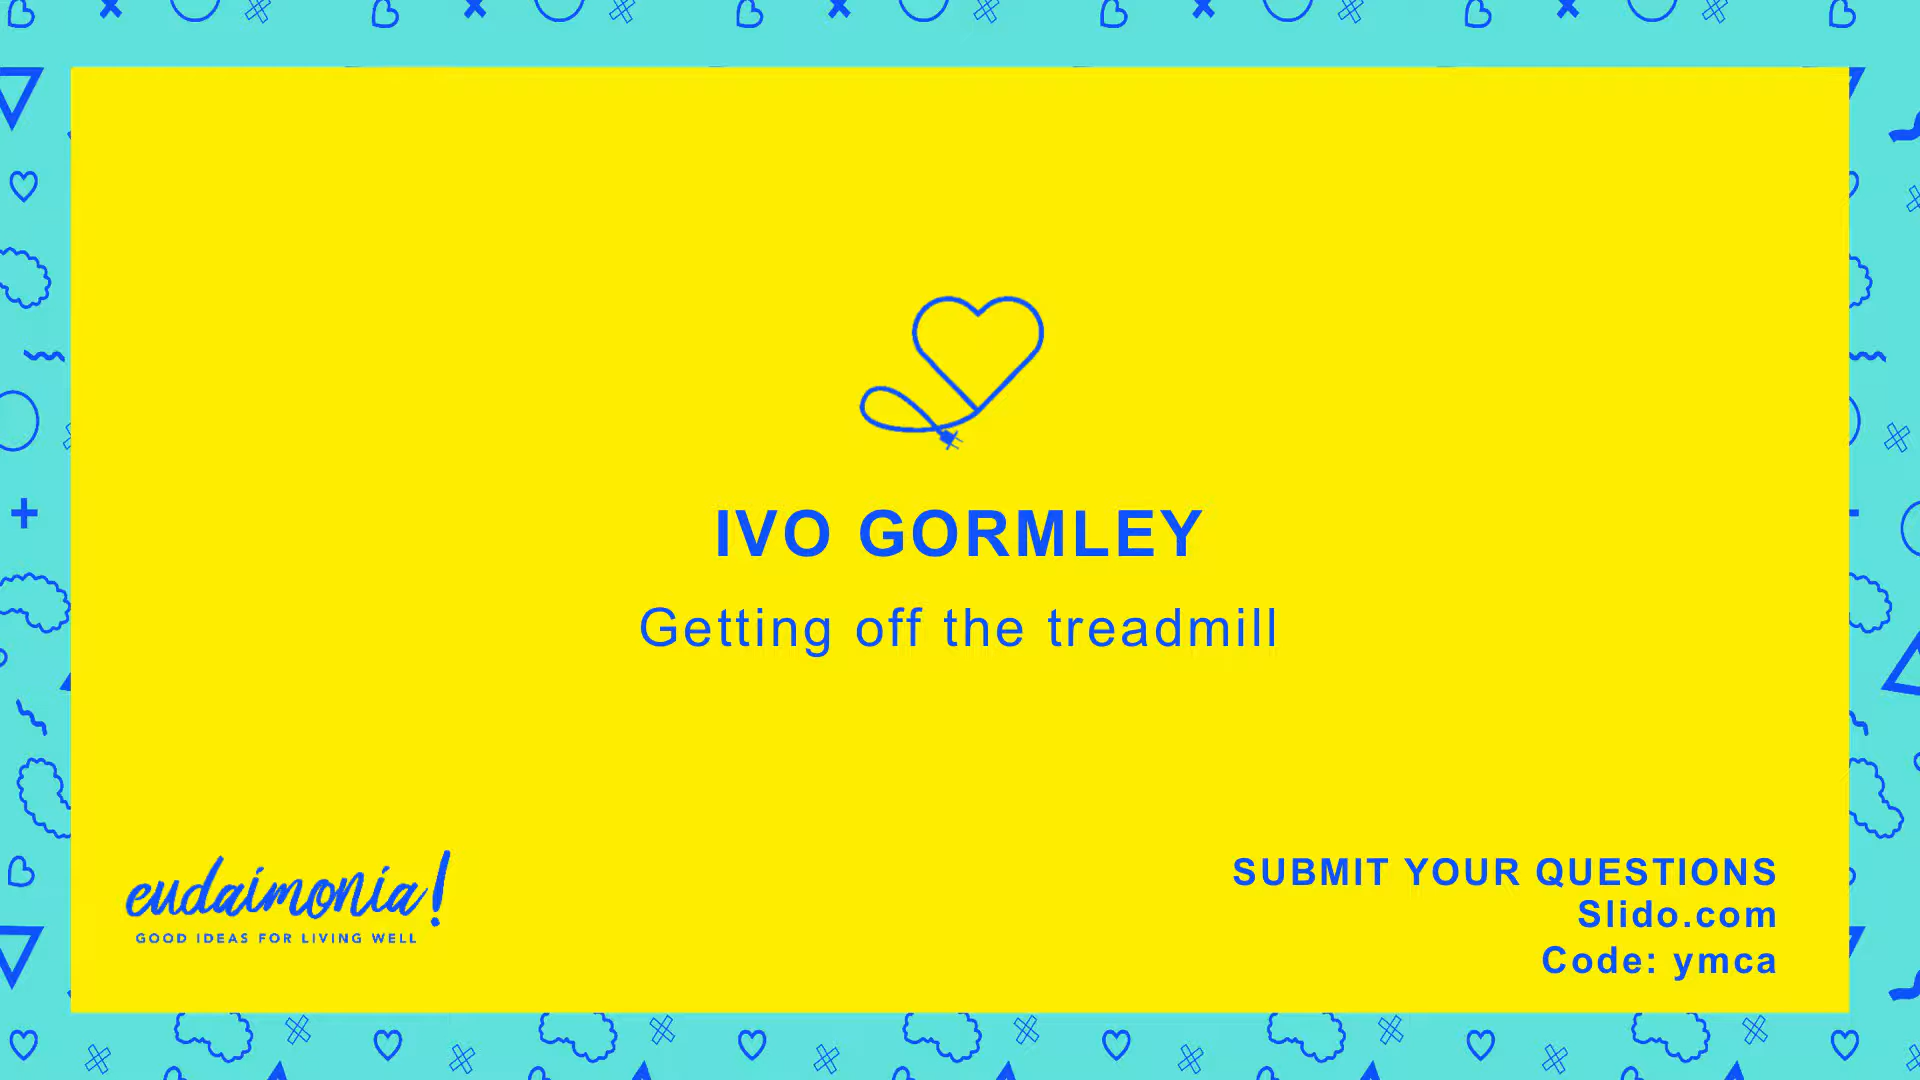 IVO GORMLEY
Getting off the treadmill
eudaimonia!
GOOD IDEAS FOR LIVING WELL
SUBMIT YOUR QUESTIONS
Slido.com
Code: ymca